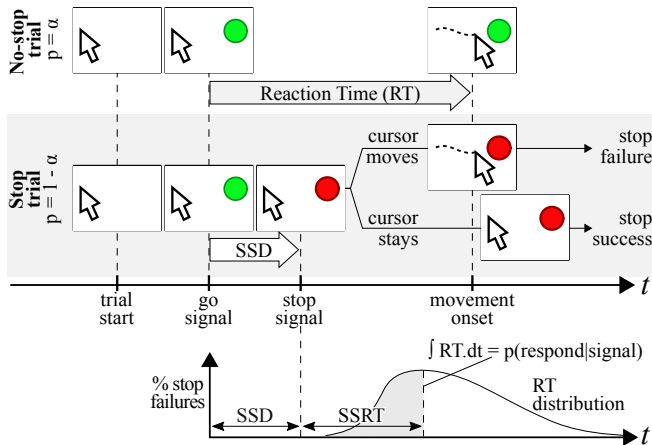 No-stop
trial
p = α
Reaction Time (RT)
Stop
trial
p = 1 - α
cursor
moves
stop
failure
cursor
stays
stop
success
SSD
t
trial
start
go
signal
stop
signal
movement
onset
∫ RT.dt = p(respond|signal)
% stop
failures
SSD
SSRT
RT
distribution
t